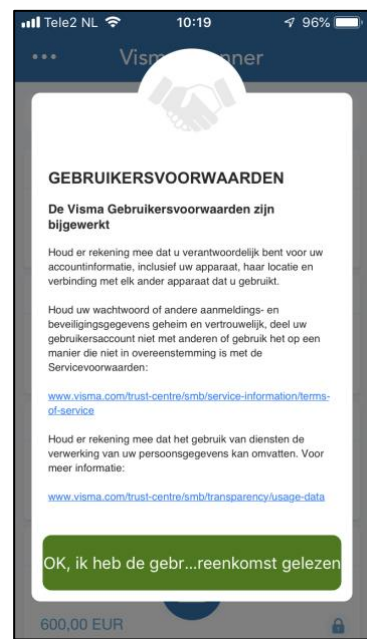 Tele2 NL 10:19 96%
Visma nner
GEBRUIKERSVOORWAARDEN
De Visma Gebruikersvoorwaarden zijn
bijgewerkt
Houd er rekening mee dat u verantwoordelijk bent voor uw
accountinformatie, inclusief uw apparaat, haar locatie en
verbinding met elk ander apparaat dat u gebruikt.
Houd uw wachtwoord of andere aanmeldings- en
beveiligingsgegevens geheim en vertrouwelijk, deel uw
gebruikersaccount niet met anderen of gebruik het op een
manier die niet in overeenstemming is met de
Servicevoorwaarden:
www.visma.com/trust-centre/smb/service-information/terms-
of-service
Houd er rekening mee dat het gebruik van diensten de
verwerking van uw persoonsgegevens kan omvatten. Voor
meer informatie:
www.visma.com/trust-centre/smb/transparency/usage-data
OK, ik heb de gebr...reenkomst gelezen
600,00 EUR